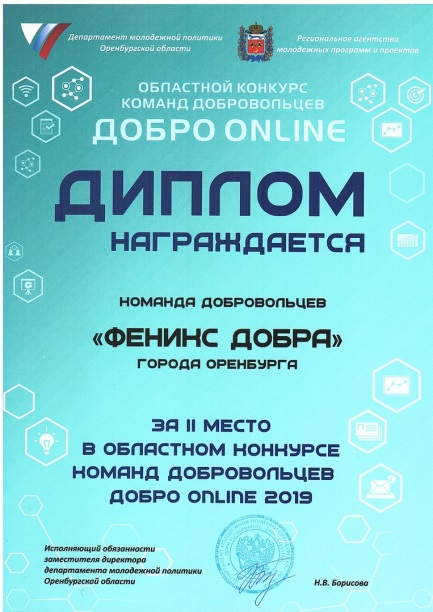 Департамент молодежной политики
Оренбургской области
Региональное агентство
молодежных программ и проектов
ОБЛАСТНОЙ КОНКУРС
КОМАНД ДОБРОВОЛЬЦЕВ
ДОБРО ONLINE
ДИПЛОМ
НАГРАЖДАЕТСЯ
КОМАНДА ДОБРОВОЛЬЦЕВ
«ФЕНИКС ДОБРА»
ГОРОДА ОРЕНБУРГА
ЗА II МЕСТО
В ОБЛАСТНОМ КОНКУРСЕ
КОМАНД ДОБРОВОЛЬЦЕВ
ДОБРО ONLINE 2019
Исполняющий обязанности
заместителя директора
департамента молодежной политики
Оренбургской области
Н.В. Борисова